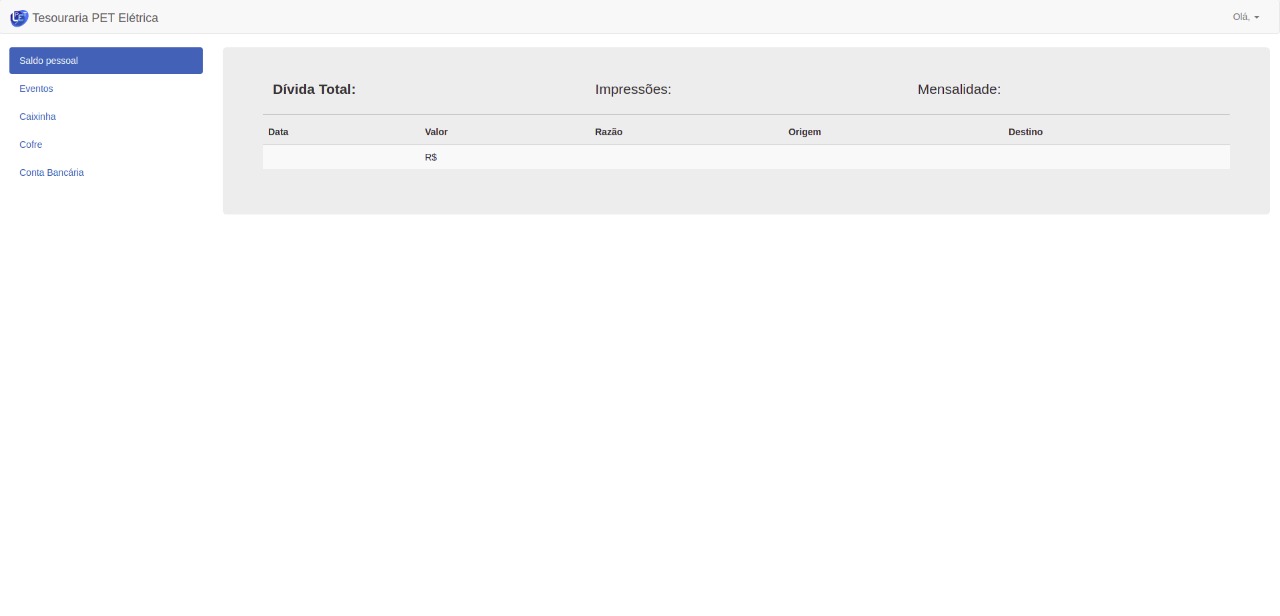 Tesouraria PET Elétrica
Olá,
Saldo pessoal
Eventos
Caixinha
Cofre
Conta Bancária
Dívida Total: Impressões: Mensalidade:
Data Valor Razão Origem Destino
R$